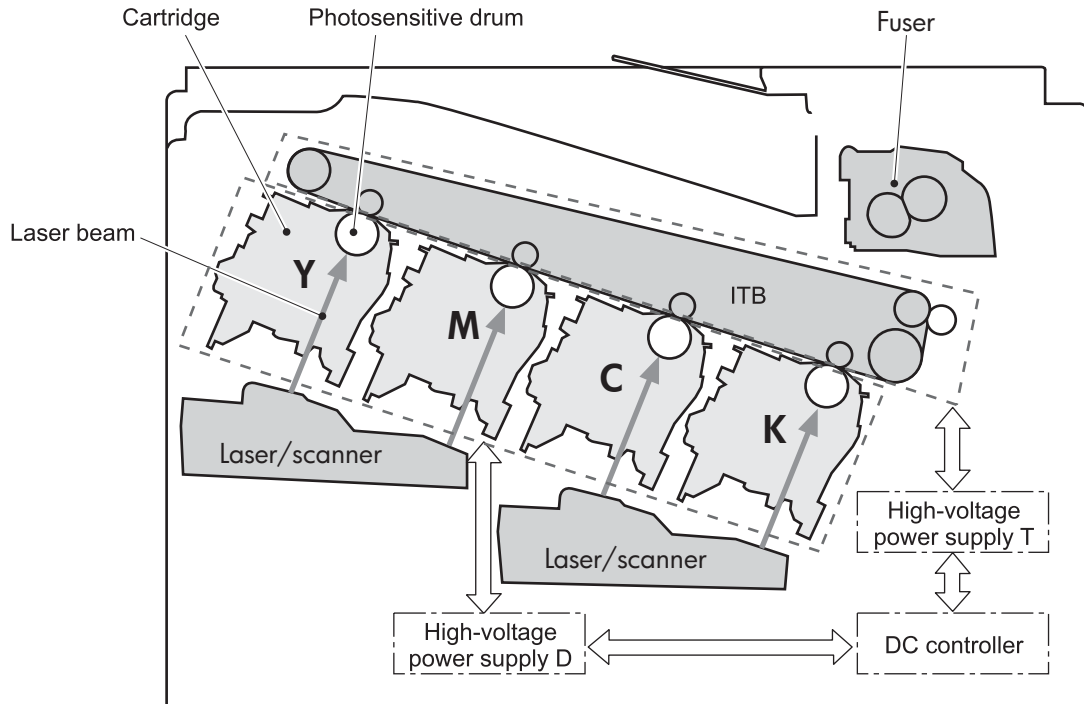 Cartridge
Photosensitive drum
Fuser
Laser beam
Y
M
ITB
C
K
Laser/scanner
Laser/scanner
High-voltage
power supply T
High-voltage
power supply D
DC controller